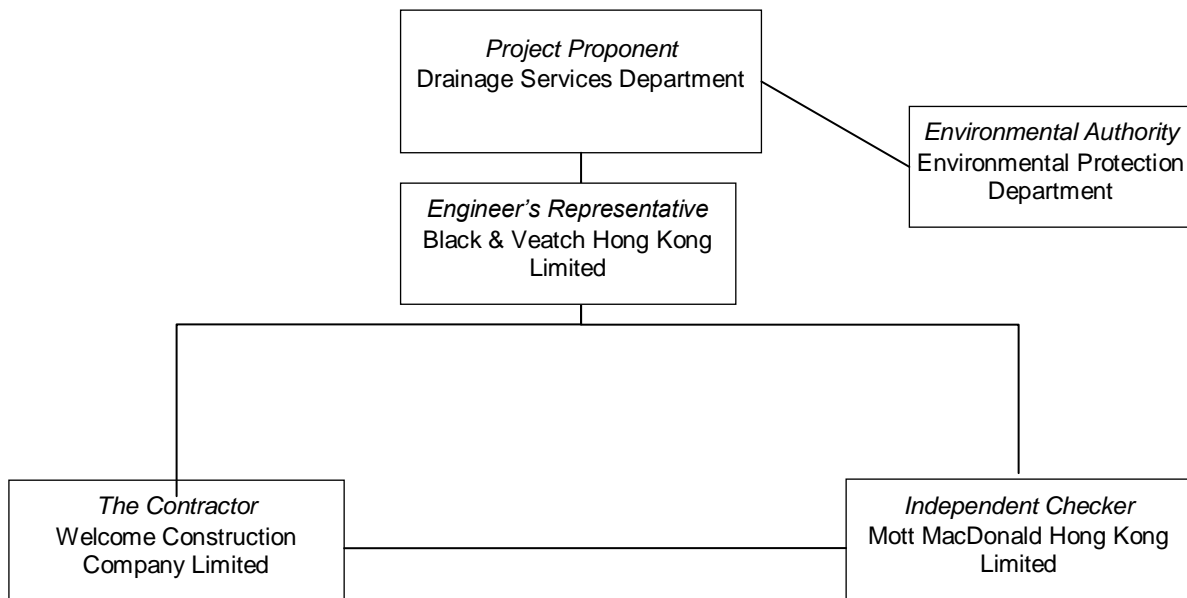 Project Proponent
Drainage Services Department
Environmental Authority
Environmental Protection
Department
Engineer’s Representative
Black & Veatch Hong Kong
Limited
The Contractor
Welcome Construction
Company Limited
Independent Checker
Mott MacDonald Hong Kong
Limited